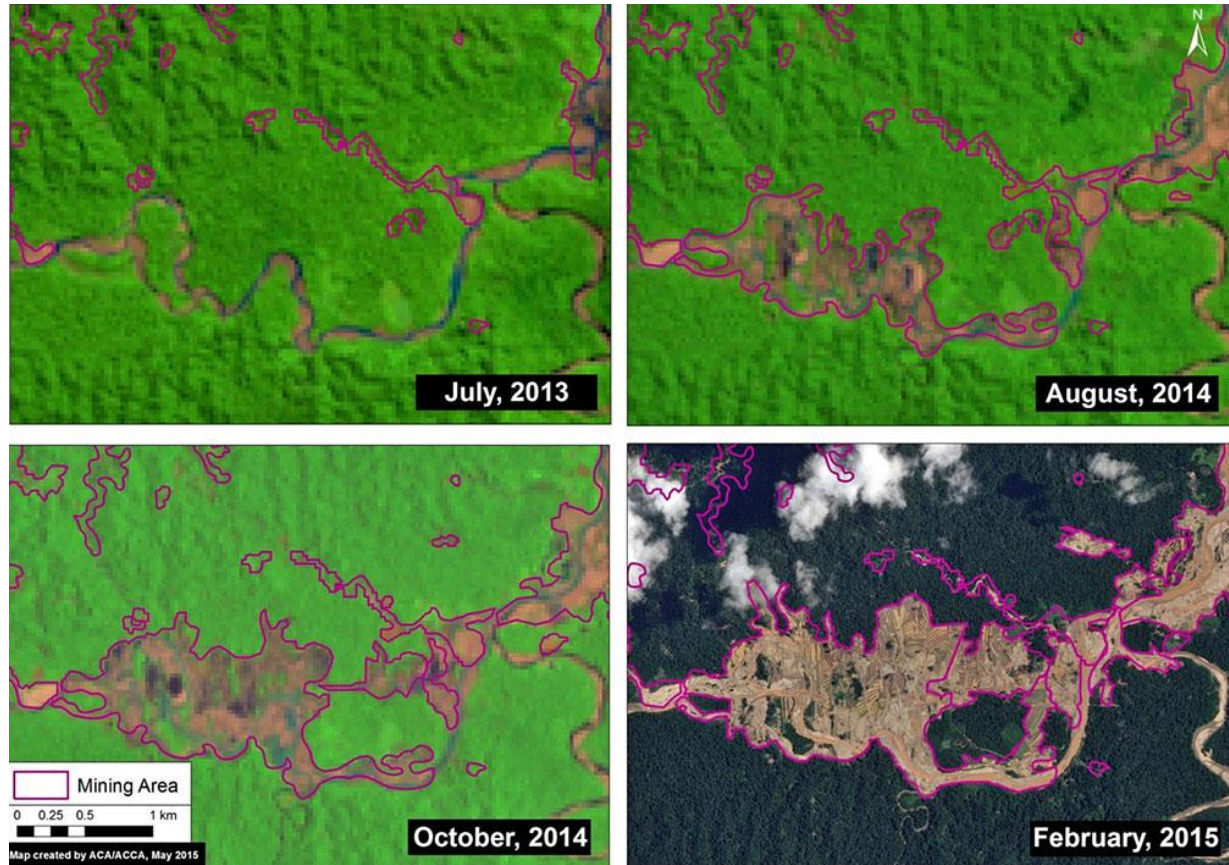 N
July, 2013
August, 2014
Mining Area
0 0.25 0.5 1 km
Map created by ACA/ACCA, May 2015
October, 2014
February, 2015